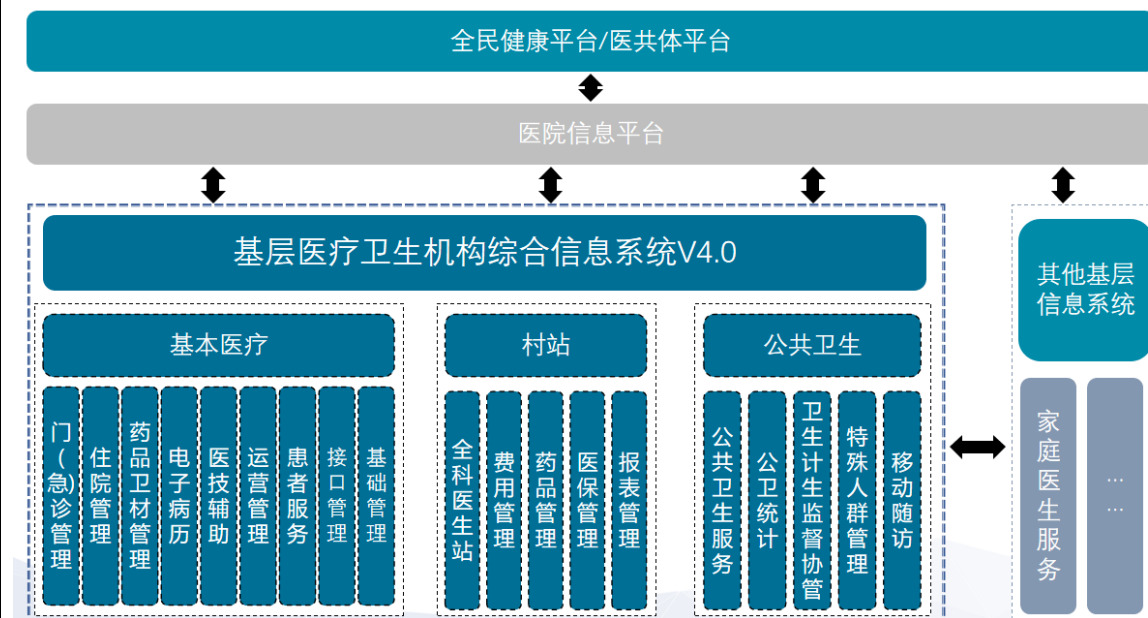 全民健康平台/医共体平台
医院信息平台
基层医疗卫生机构综合信息系统V4.0
其他基层
信息系统
基本医疗
村站
公共卫生
门(急)诊管理
住院管理
药品卫材管理
电子病历
医技辅助
运营管理
患者服务
接口管理
基础管理
全科医生站
费用管理
药品管理
医保管理
报表管理
公共卫生服务
公卫统计
卫生计生监督协管
特殊人群管理
移动随访
家庭医生服务
……